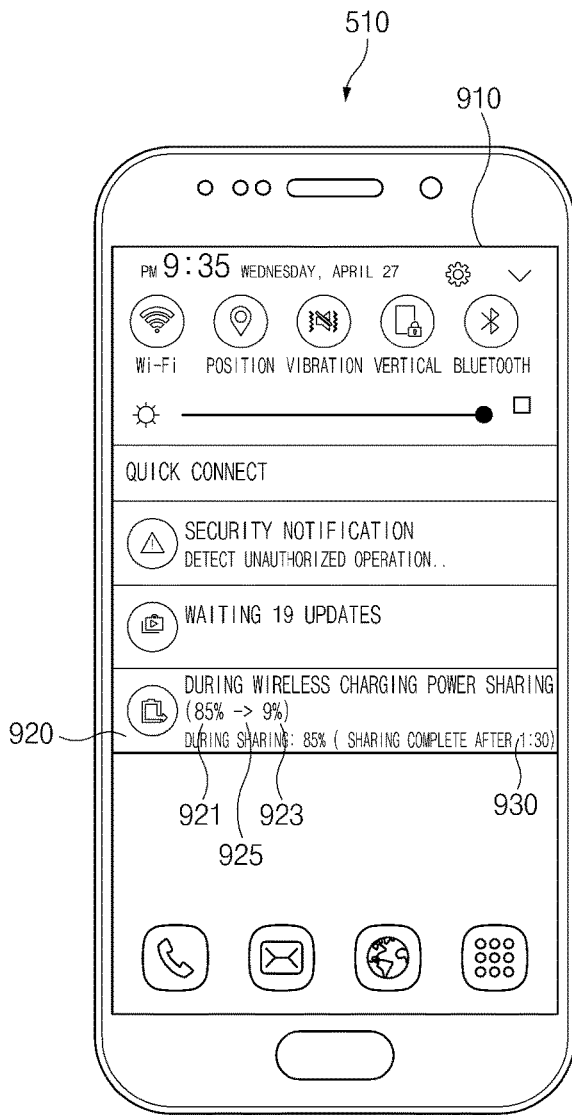 510
910
PM 9:35 WEDNESDAY, APRIL 27
Wi-Fi POSITION VIBRATION VERTICAL BLUETOOTH
QUICK CONNECT
SECURITY NOTIFICATION
DETECT UNAUTHORIZED OPERATION..
WAITING 19 UPDATES
DURING WIRELESS CHARGING POWER SHARING
(85% -> 9%)
920
DURING SHARING: 85% ( SHARING COMPLETE AFTER 1:30)
921 923 930
925